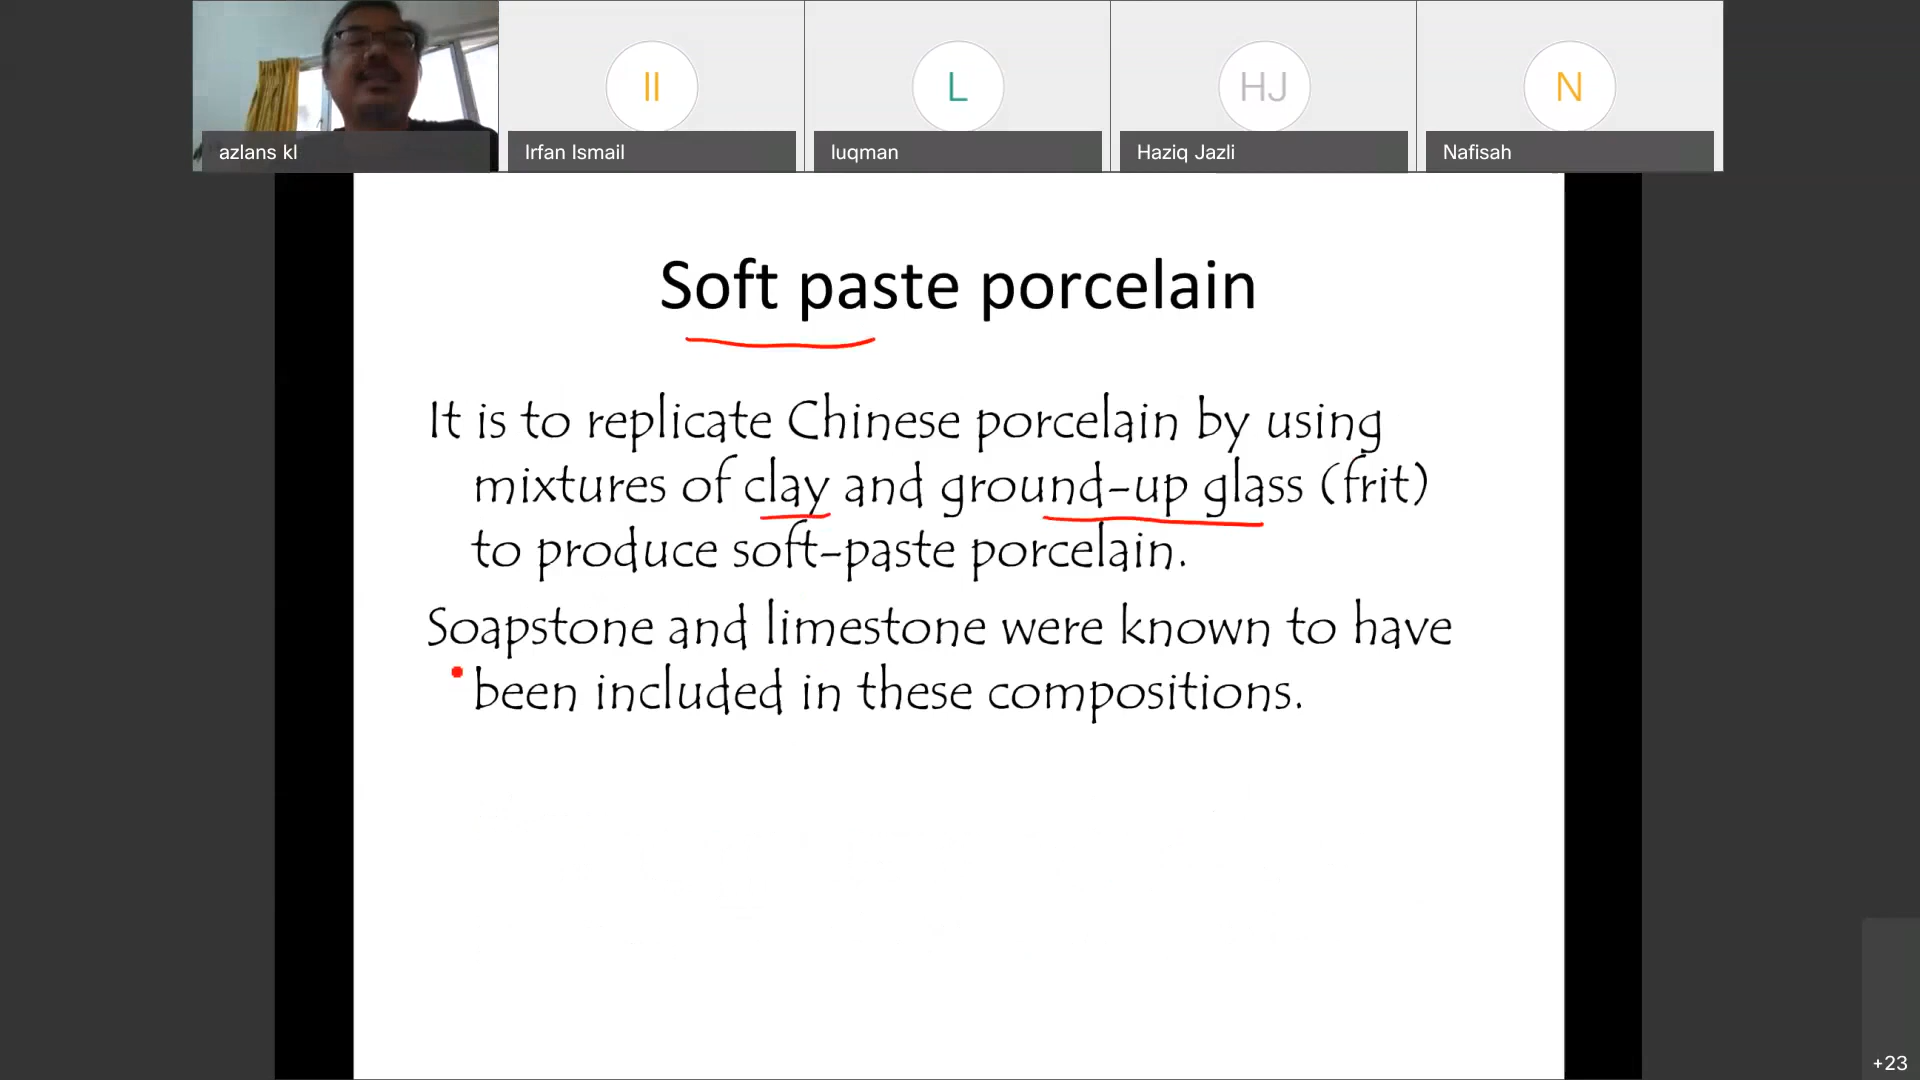 II
L
HJ
N
azlans kl
Irfan Ismail
luqman
Haziq Jazli
Nafisah
Soft paste porcelain
It is to replicate Chinese porcelain by using
mixtures of clay and ground-up glass (frit)
to produce soft-paste porcelain.
Soapstone and limestone were known to have
been included in these compositions.
+23